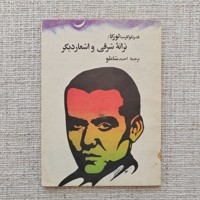 فدریکو گارسیا لورکا:
ترانهٔ شرقی و اشعار دیگر
ترجمهٔ احمد شاملو